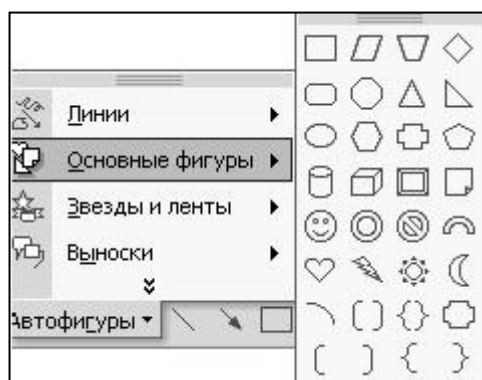 Линии
Основные фигуры
Звезды и ленты
Выноски
Автофигуры